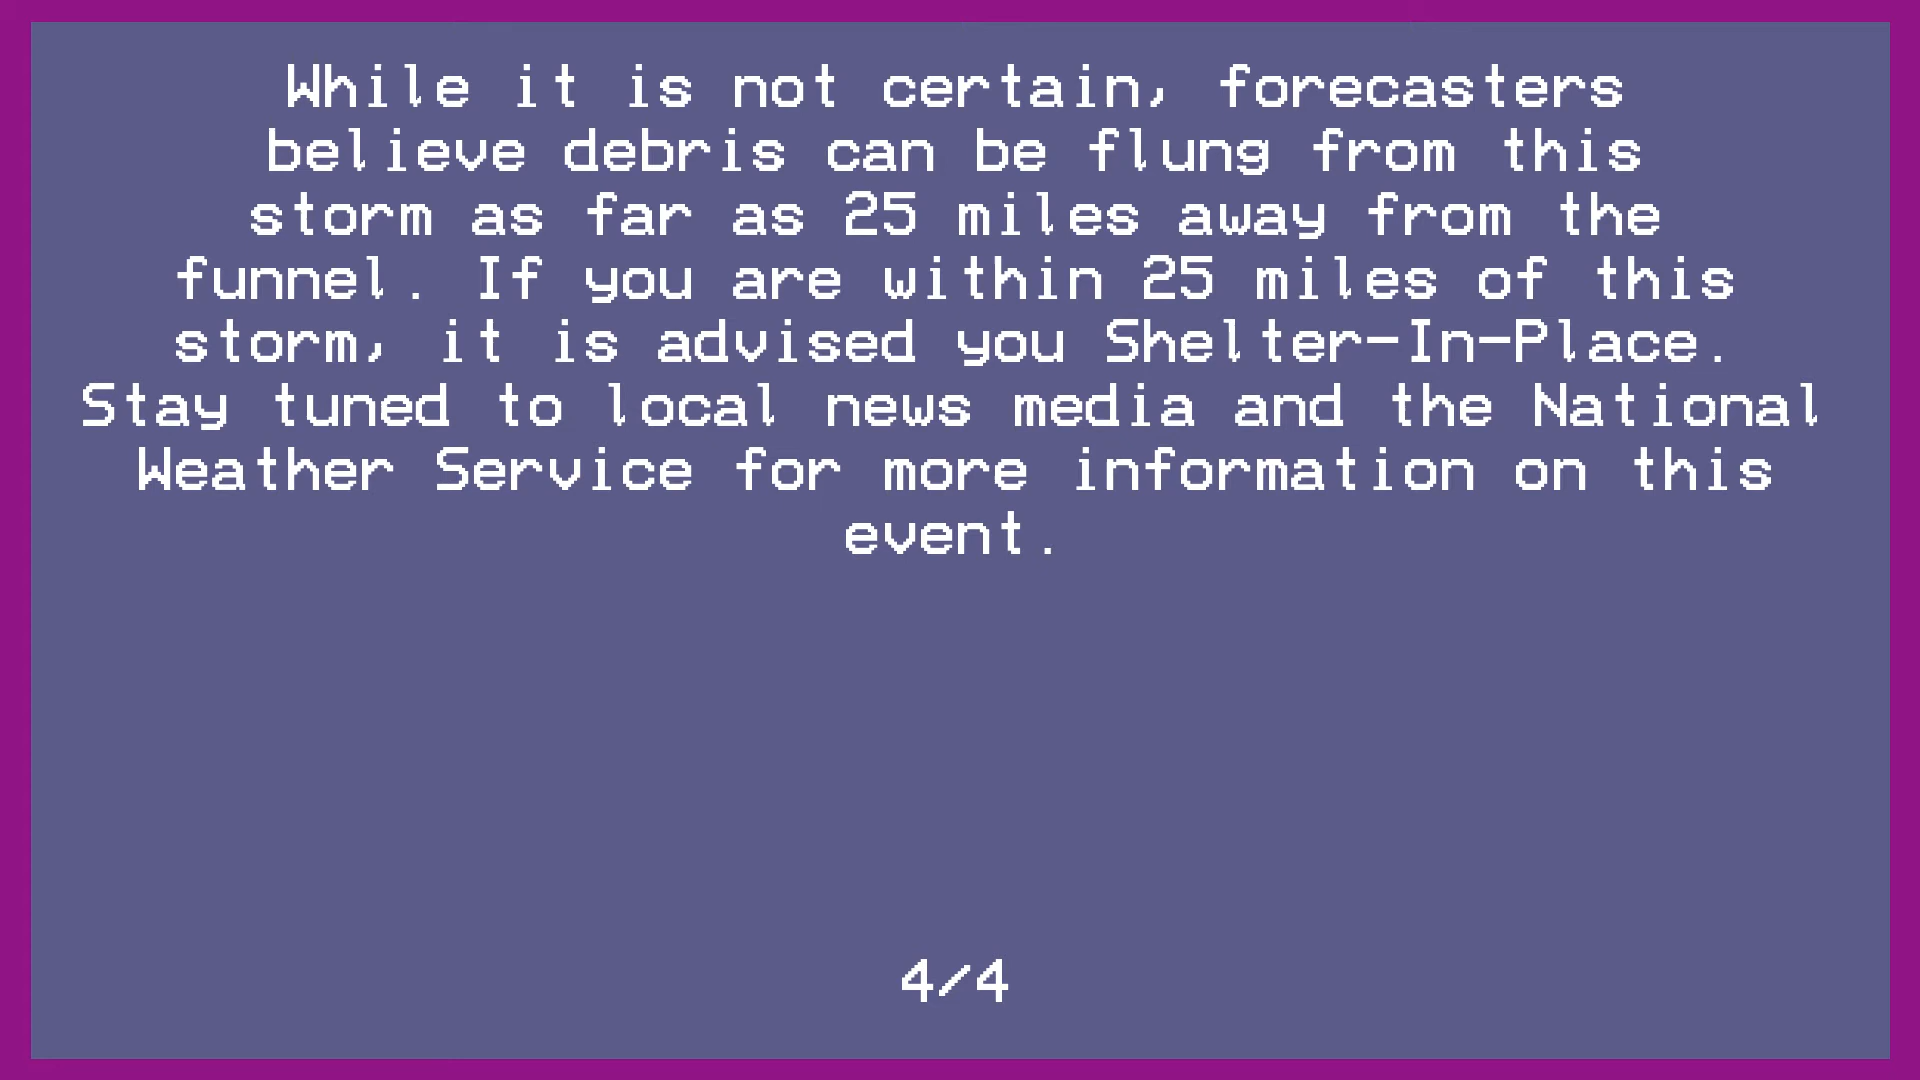 While it is not certain, forecasters
believe debris can be flung from this
storm as far as 25 miles away from the
funnel. If you are within 25 miles of this
storm, it is advised you Shelter-In-Place.
Stay tuned to local news media and the National
Weather Service for more information on this
event.
4/4